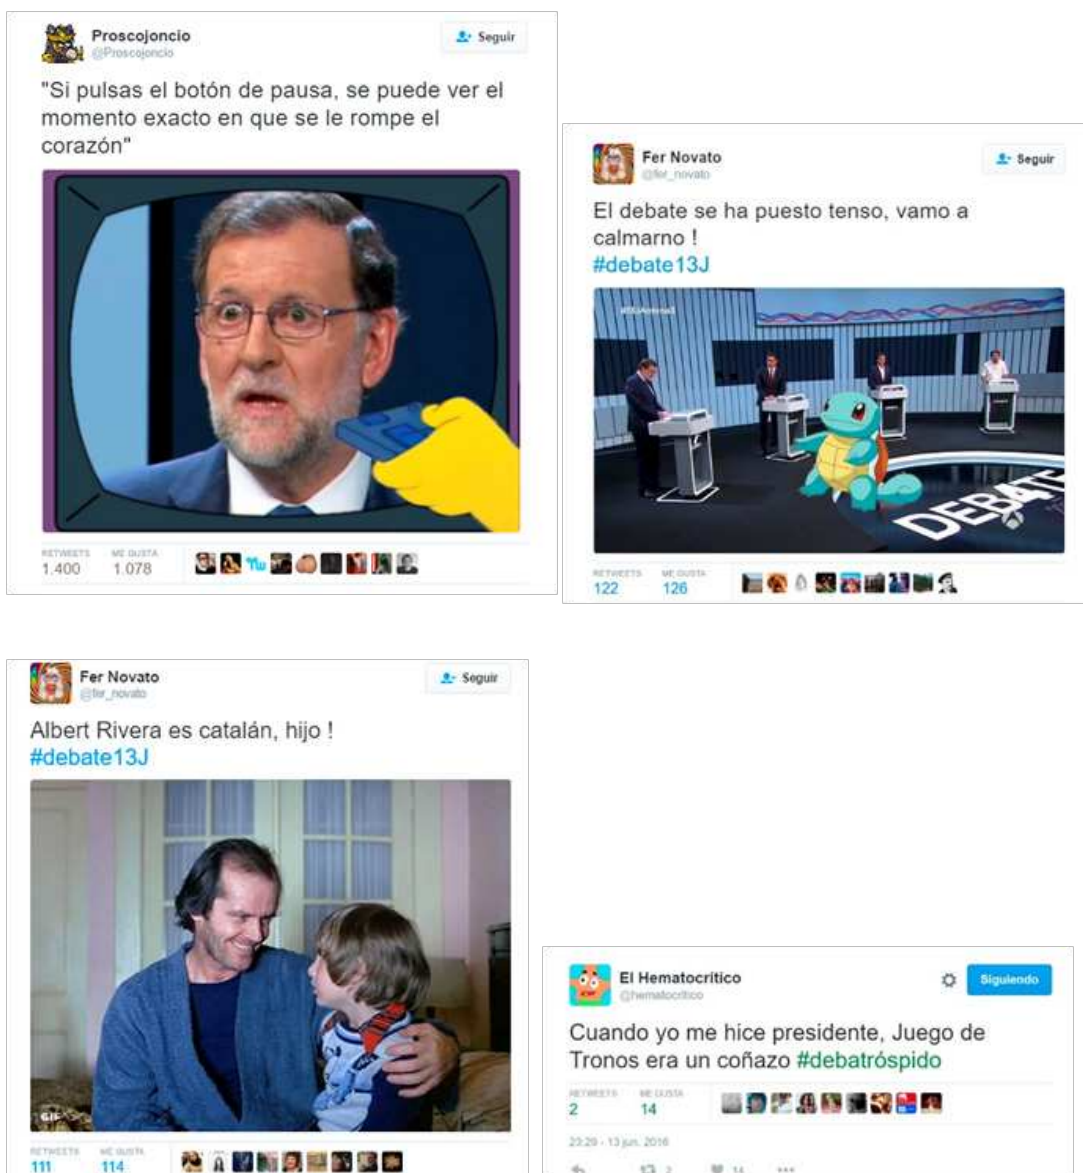 Proscojoncio
@Proscojoncio
Seguir
"Si pulsas el botón de pausa, se puede ver el
momento exacto en que se le rompe el
corazón"
RETWEETS ME GUSTA
1.400 1.078
Fer Novato
@fer_novato
Seguir
El debate se ha puesto tenso, vamo a
calmarno !
#debate13J
DEBATE
RETWEETS ME GUSTA
122 126
Fer Novato
@fer_novato
Seguir
Albert Rivera es catalán, hijo !
#debate13J
GIF
RETWEETS ME GUSTA
111 114
El Hematocrítico
@hematocritico
Siguiendo
Cuando yo me hice presidente, Juego de
Tronos era un coñazo #debatróspido
RETWEETS ME GUSTA
2 14
23:29 - 13 jun. 2016
2 14